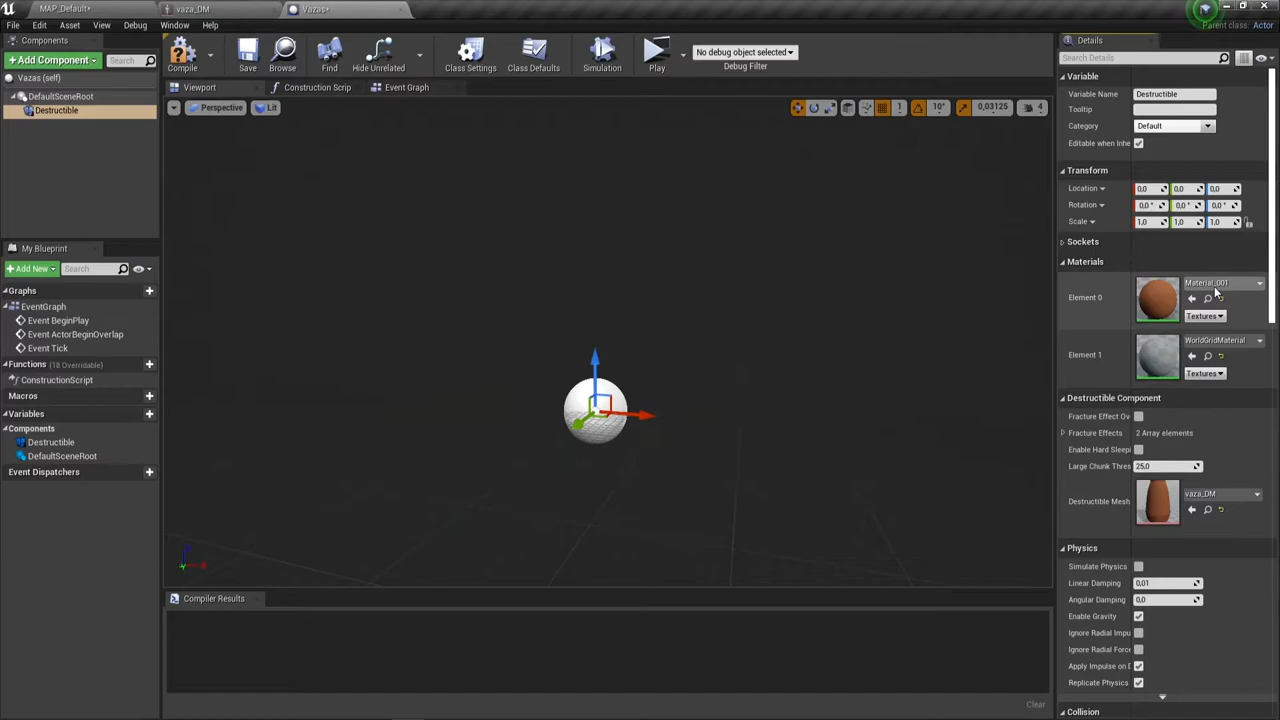 MAP_Default*
vaza_DM
Vazas*
File Edit Asset View Debug Window Help
Parent class: Actor
Components
+Add Component
Search
Vazas (self)
DefaultSceneRoot
Destructible
Compile
Save
Browse
Find
Hide Unrelated
Class Settings
Class Defaults
Simulation
Play
No debug object selected
Debug Filter
Viewport
Construction Scrip
Event Graph
Perspective
Lit
1
10°
0,03125
4
My Blueprint
+Add New
Search
Graphs
EventGraph
Event BeginPlay
Event ActorBeginOverlap
Event Tick
Functions (18 Overridable)
ConstructionScript
Macros
Variables
Components
Destructible
DefaultSceneRoot
Event Dispatchers
Compiler Results
Clear
Details
Search Details
Variable
Variable Name Destructible
Tooltip
Category Default
Editable when Inhe
Transform
Location 0,0 0,0 0,0
Rotation 0,0 ° 0,0 ° 0,0 °
Scale 1,0 1,0 1,0
Sockets
Materials
Element 0 Material_001
Textures
Element 1 WorldGridMaterial
Textures
Destructible Component
Fracture Effect Ov
Fracture Effects 2 Array elements
Enable Hard Sleepi
Large Chunk Thres 25,0
Destructible Mesh vaza_DM
Physics
Simulate Physics
Linear Damping 0,01
Angular Damping 0,0
Enable Gravity
Ignore Radial Impu
Ignore Radial Force
Apply Impulse on D
Replicate Physics
Collision